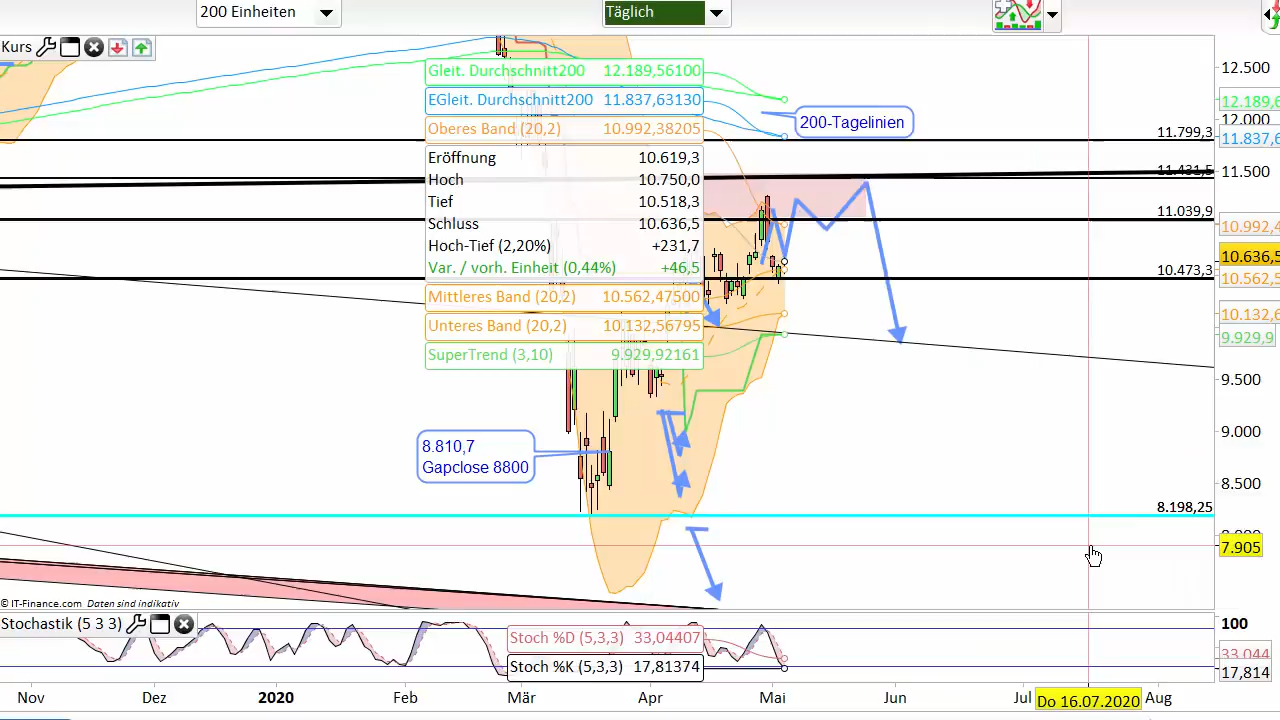 200 Einheiten
Täglich
Kurs
Gleit. Durchschnitt200 12.189,56100
EGleit. Durchschnitt200 11.837,63130
Oberes Band (20,2) 10.992,38205
Eröffnung 10.619,3
Hoch 10.750,0
Tief 10.518,3
Schluss 10.636,5
Hoch-Tief (2,20%) +231,7
Var. / vorh. Einheit (0,44%) +46,5
Mittleres Band (20,2) 10.562,47500
Unteres Band (20,2) 10.132,56795
SuperTrend (3,10) 9.929,92161
200-Tagelinien
8.810,7
Gapclose 8800
11.799,3
11.431,5
11.039,9
10.473,3
8.198,25
12.500
12.189,6
12.000
11.837,6
11.500
10.992,4
10.636,5
10.562,5
10.132,6
9.929,9
9.500
9.000
8.500
7.905
© IT-Finance.com Daten sind indikativ
Stochastik (5 3 3)
Stoch %D (5,3,3) 33,04407
Stoch %K (5,3,3) 17,81374
100
33,044
17,814
Nov Dez 2020 Feb Mär Apr Mai Jun Jul Do 16.07.2020 Aug